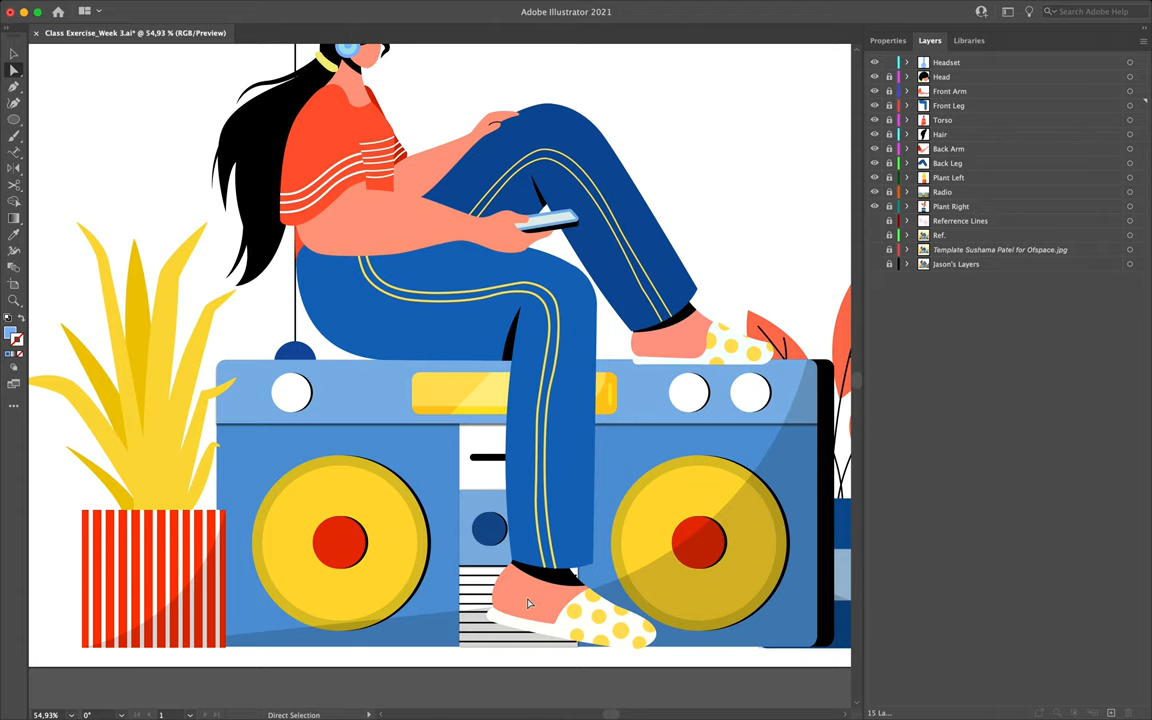 Adobe Illustrator 2021
Search Adobe Help
Class Exercise_Week 3.ai* @ 54,93 % (RGB/Preview)
Properties
Layers
Libraries
Headset
Head
Front Arm
Front Leg
Torso
Hair
Back Arm
Back Leg
Plant Left
Radio
Plant Right
Referrence Lines
Ref.
Template Sushama Patel for Ofspace.jpg
Jason's Layers
54,93%
0°
1
Direct Selection
15 La...